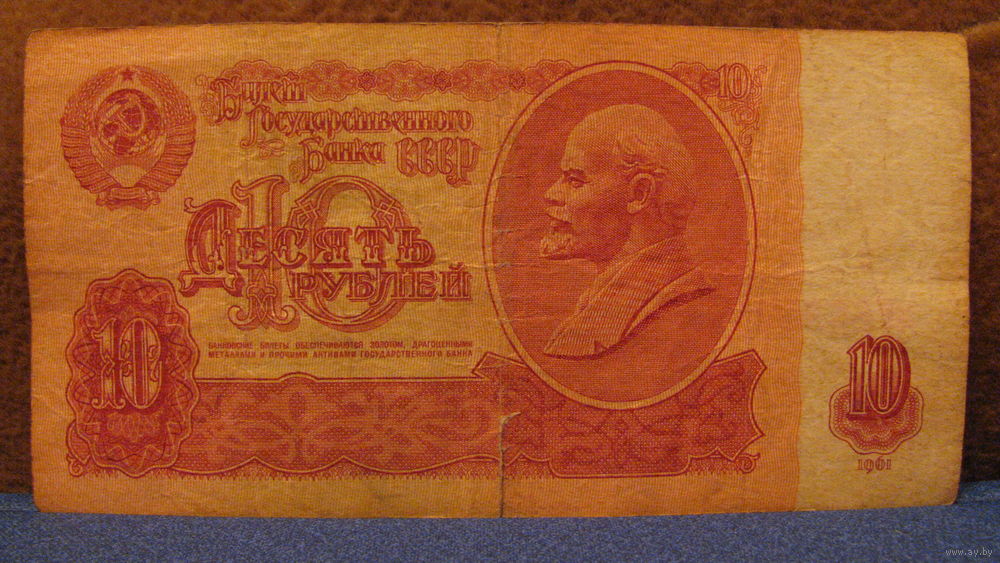 10
Билет
Государственного
Банка СССР
10
Десять
рублей
БАНКОВСКИЕ БИЛЕТЫ ОБЕСПЕЧИВАЮТСЯ ЗОЛОТОМ, ДРАГОЦЕННЫМИ
МЕТАЛЛАМИ И ПРОЧИМИ АКТИВАМИ ГОСУДАРСТВЕННОГО БАНКА
10
10
1961
www.ay.by